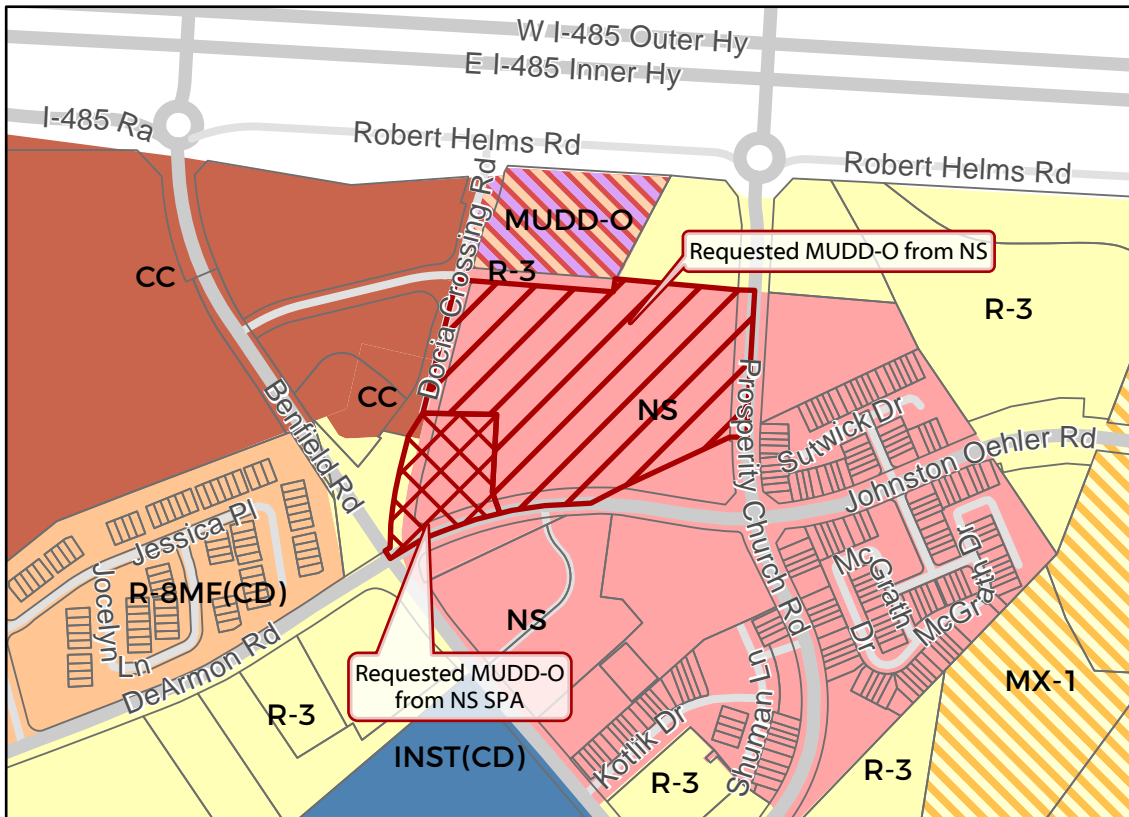 W I-485 Outer Hy
E I-485 Inner Hy
I-485 Ra
Robert Helms Rd
Robert Helms Rd
MUDD-O
Requested MUDD-O from NS
CC
R-3
R-3
Docia Crossing Rd
Benfield Rd
CC
NS
Prosperity Church Rd
Sutwick Dr
Johnston Oehler Rd
Jessica Pl
Jocelyn
Ln
R-8MF(CD)
DeArmon Rd
McGrath
Dr
McGrath Dr
NS
Requested MUDD-O
from NS SPA
R-3
INST(CD)
Kotlik Dr
Shumann Ln
R-3
R-3
MX-1